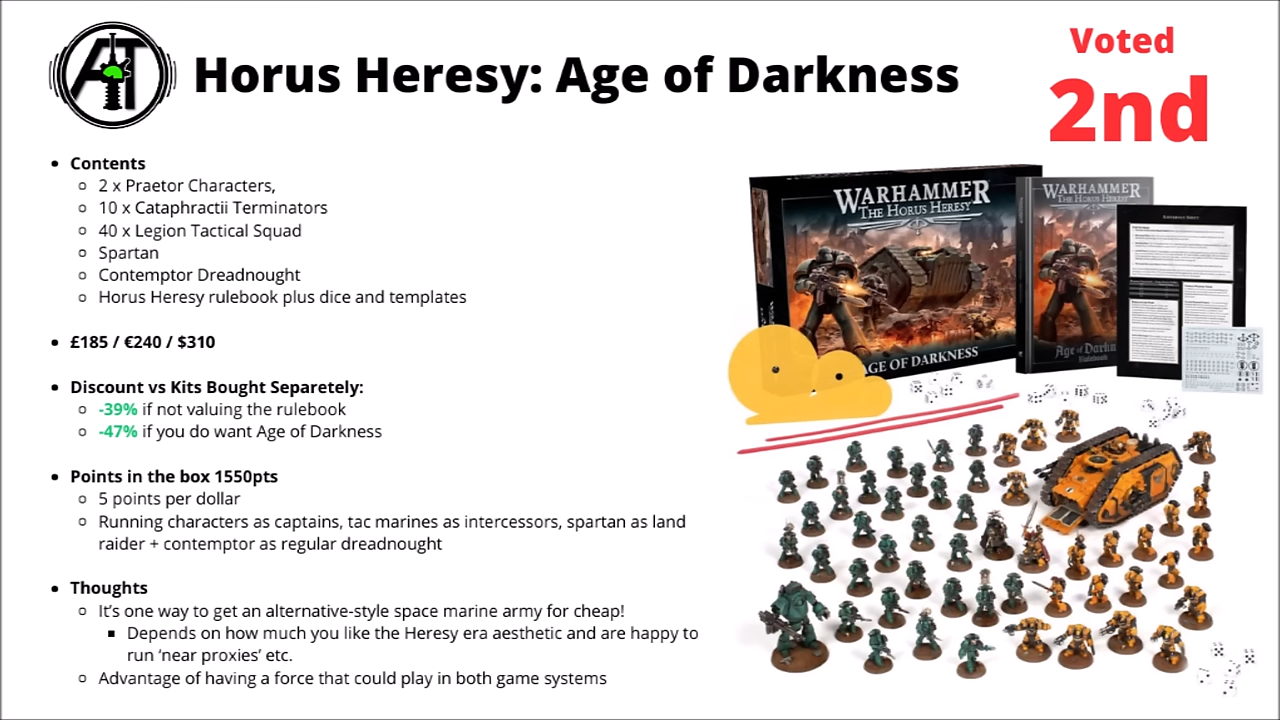 AT
Horus Heresy: Age of Darkness
Voted
2nd
• Contents
○ 2 x Praetor Characters,
○ 10 x Cataphractii Terminators
○ 40 x Legion Tactical Squad
○ Spartan
○ Contemptor Dreadnought
○ Horus Heresy rulebook plus dice and templates
• £185 / €240 / $310
• Discount vs Kits Bought Separetely:
○ -39% if not valuing the rulebook
○ -47% if you do want Age of Darkness
• Points in the box 1550pts
○ 5 points per dollar
○ Running characters as captains, tac marines as intercessors, spartan as land
raider + contemptor as regular dreadnought
• Thoughts
○ It's one way to get an alternative-style space marine army for cheap!
▪ Depends on how much you like the Heresy era aesthetic and are happy to
run 'near proxies' etc.
○ Advantage of having a force that could play in both game systems
WARHAMMER
THE HORUS HERESY
AGE OF DARKNESS
WARHAMMER
THE HORUS HERESY
Age of Darkn
Rulebook